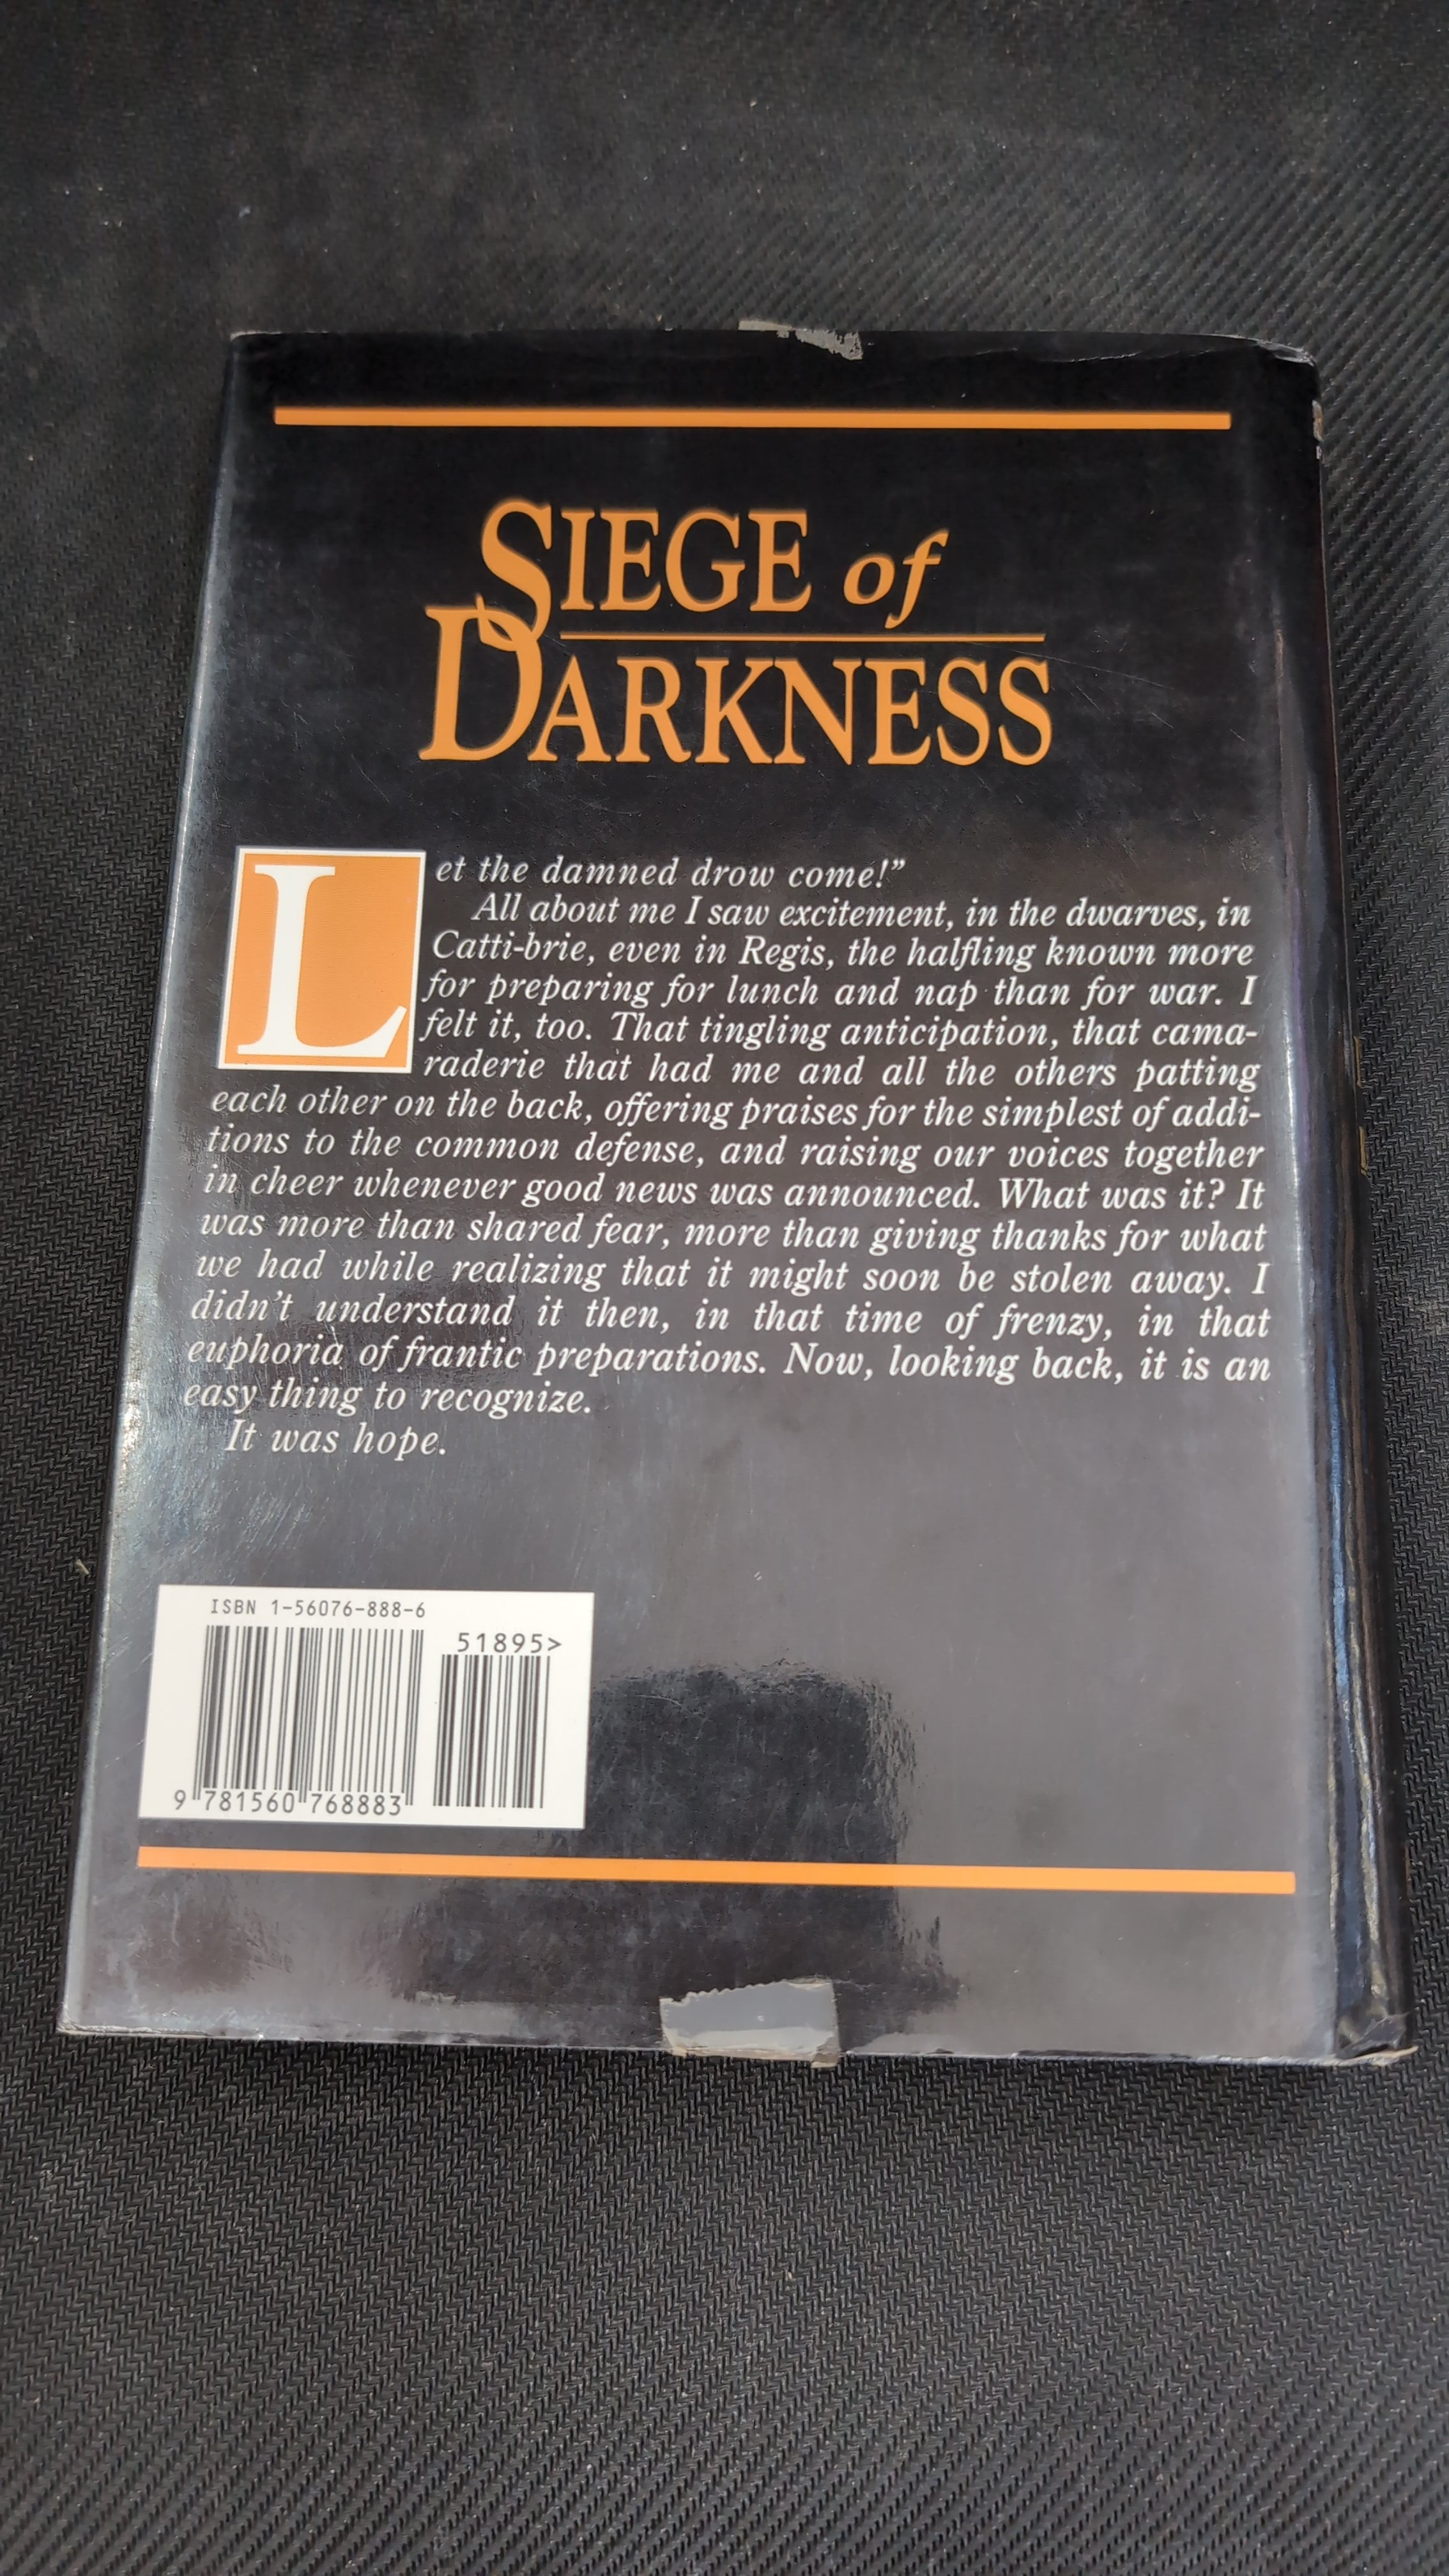 SIEGE of
DARKNESS
Let the damned drow come!”
All about me I saw excitement, in the dwarves, in
Catti-brie, even in Regis, the halfling known more
for preparing for lunch and nap than for war. I
felt it, too. That tingling anticipation, that cama-
raderie that had me and all the others patting
each other on the back, offering praises for the simplest of addi-
tions to the common defense, and raising our voices together
in cheer whenever good news was announced. What was it? It
was more than shared fear, more than giving thanks for what
we had while realizing that it might soon be stolen away. I
didn’t understand it then, in that time of frenzy, in that
euphoria of frantic preparations. Now, looking back, it is an
easy thing to recognize.
It was hope.
ISBN 1-56076-888-6
51895>
9 781560 768883